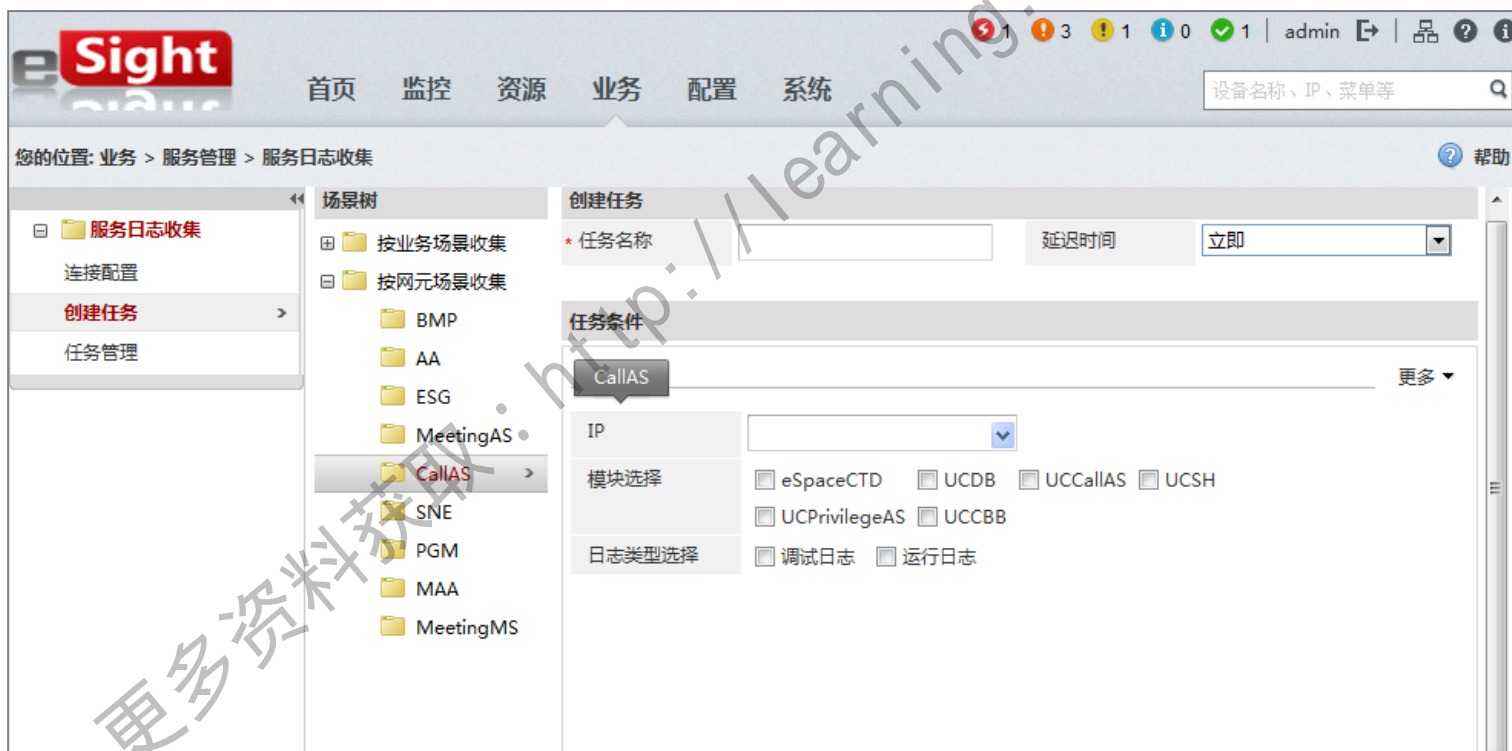 eSight
1 3 1 0 1 | admin
首页 监控 资源 业务 配置 系统
设备名称、IP、菜单等
您的位置: 业务 > 服务管理 > 服务日志收集
帮助
服务日志收集
连接配置
创建任务
任务管理
场景树
按业务场景收集
按网元场景收集
BMP
AA
ESG
MeetingAS
CallAS
SNE
PGM
MAA
MeetingMS
创建任务
* 任务名称
延迟时间 立即
任务条件
CallAS
更多
IP
模块选择 eSpaceCTD UCDB UCCallAS UCSH
UCPrivilegeAS UCCBB
日志类型选择 调试日志 运行日志
更多资料获取:http://learning.